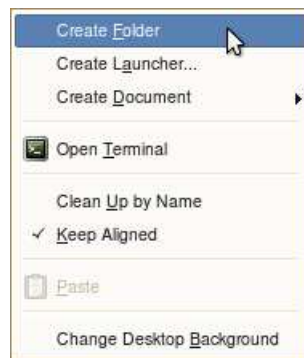 Create Folder
Create Launcher...
Create Document
Open Terminal
Clean Up by Name
Keep Aligned
Paste
Change Desktop Background